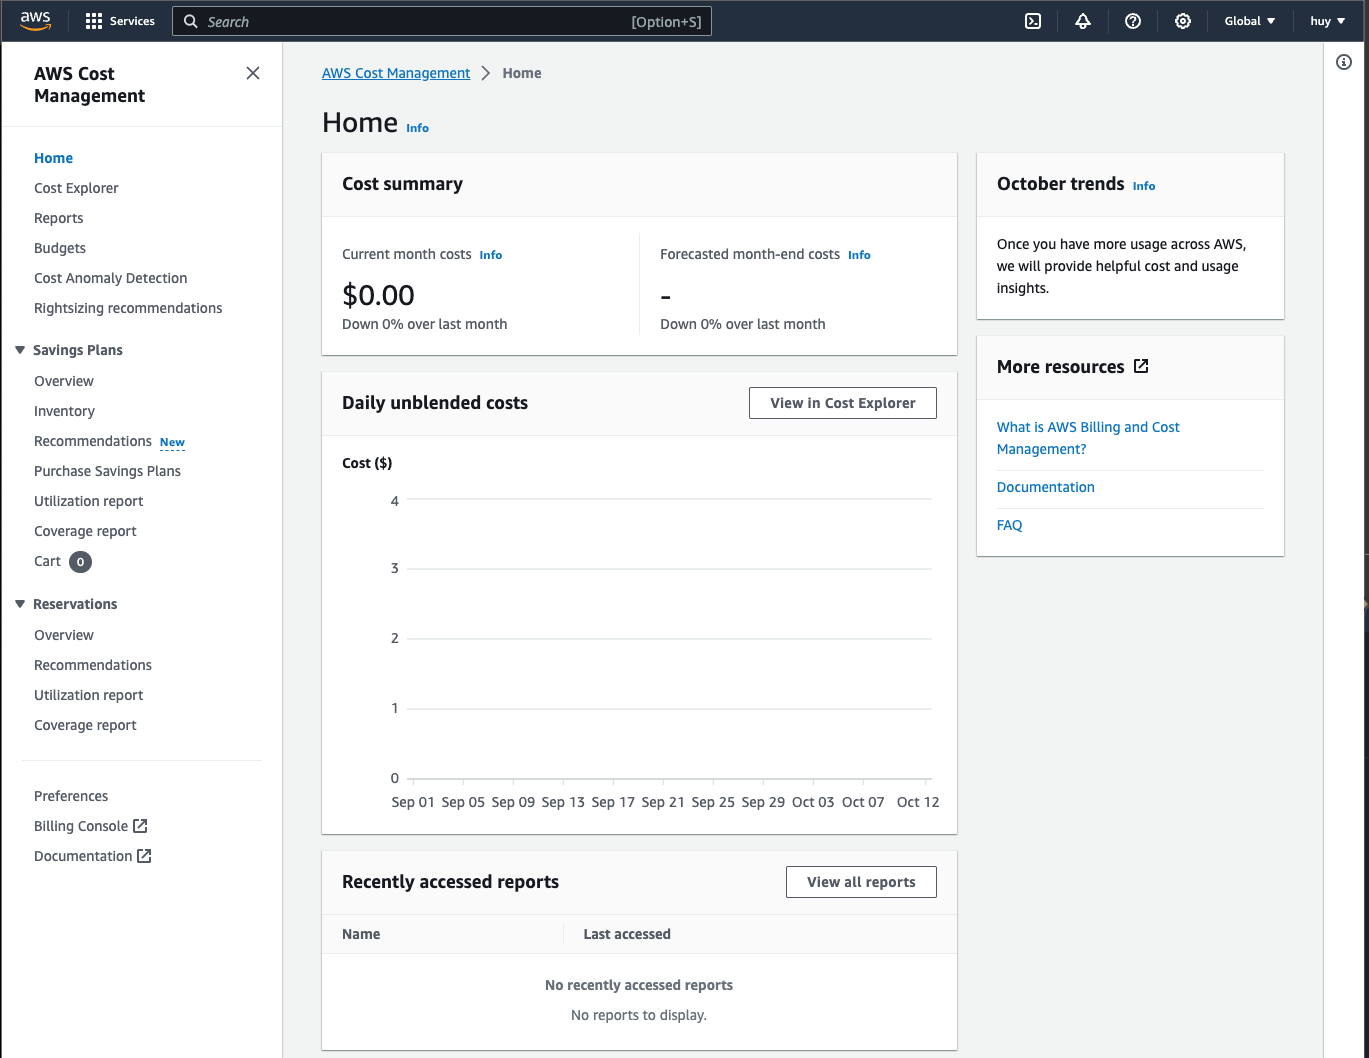 aws
Services
Search
[Option+S]
Global
huy
AWS Cost
Management
Home
Cost Explorer
Reports
Budgets
Cost Anomaly Detection
Rightsizing recommendations
Savings Plans
Overview
Inventory
Recommendations New
Purchase Savings Plans
Utilization report
Coverage report
Cart 0
Reservations
Overview
Recommendations
Utilization report
Coverage report
Preferences
Billing Console
Documentation
AWS Cost Management > Home
Home Info
Cost summary
Current month costs Info
$0.00
Down 0% over last month
Forecasted month-end costs Info
-
Down 0% over last month
Daily unblended costs
View in Cost Explorer
Cost ($)
4
3
2
1
0
Sep 01 Sep 05 Sep 09 Sep 13 Sep 17 Sep 21 Sep 25 Sep 29 Oct 03 Oct 07 Oct 12
Recently accessed reports
View all reports
Name
Last accessed
No recently accessed reports
No reports to display.
October trends Info
Once you have more usage across AWS,
we will provide helpful cost and usage
insights.
More resources
What is AWS Billing and Cost
Management?
Documentation
FAQ